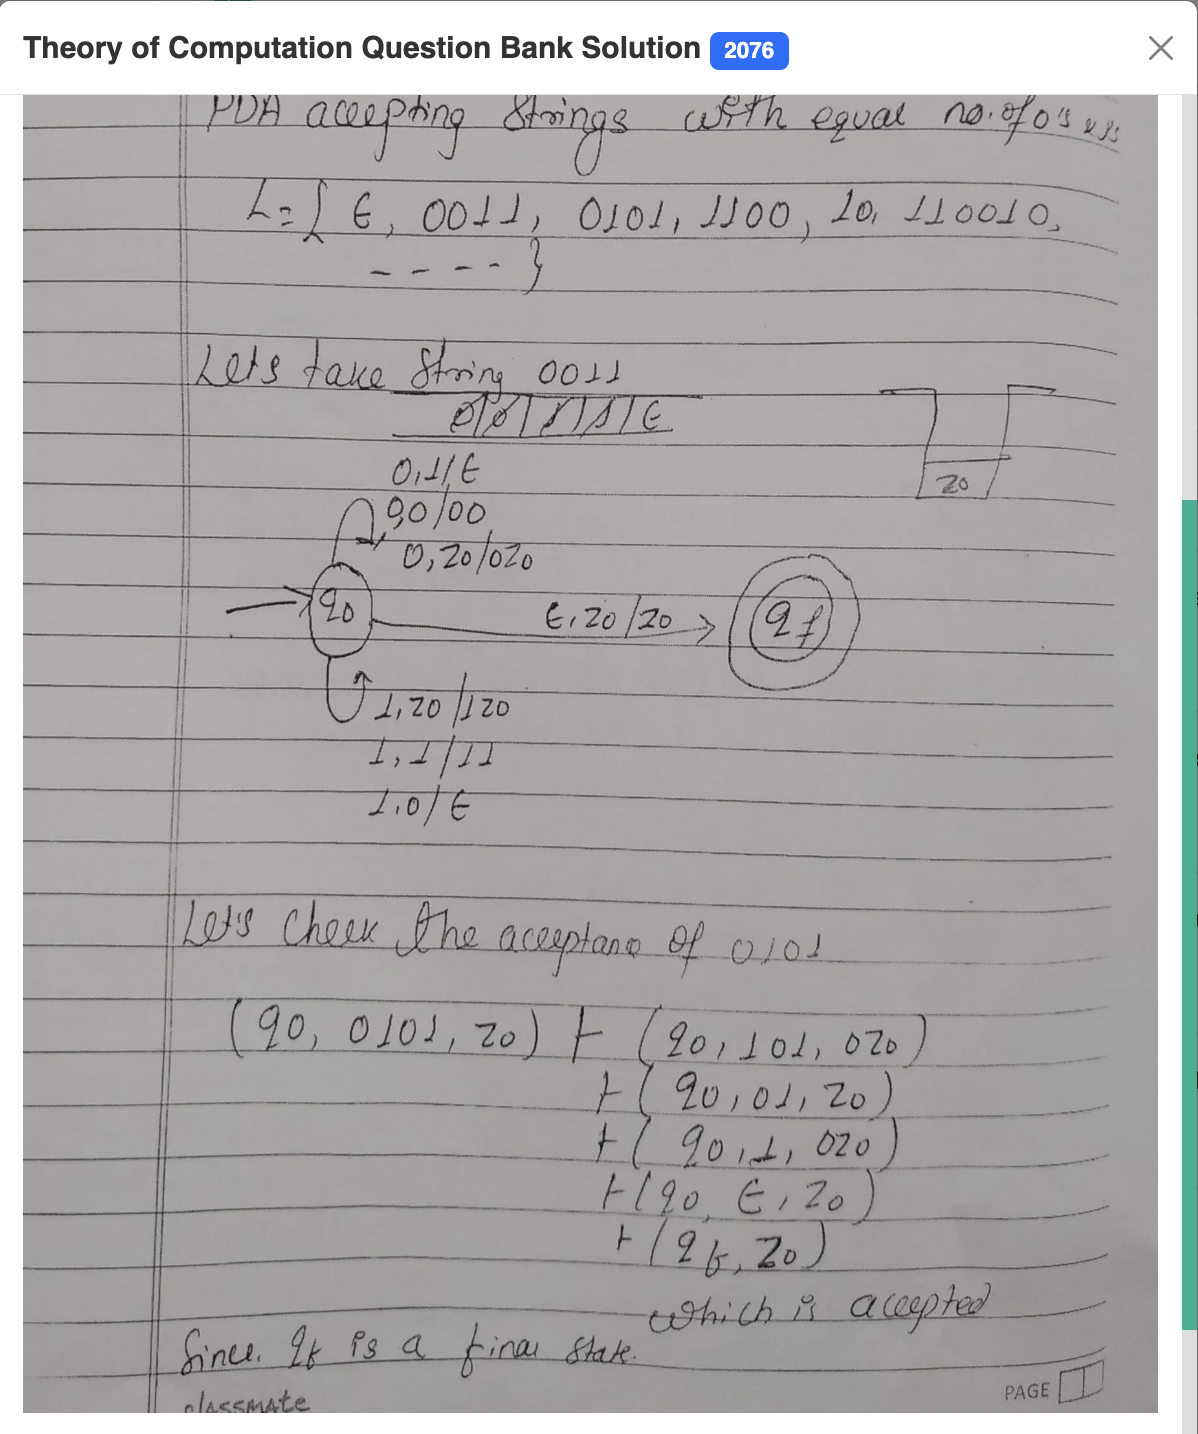 Theory of Computation Question Bank Solution 2076
PDA accepting Strings with equal no. of 0's & 1's
L = { ϵ, 0011, 0101, 1100, 10, 110010,
- - - - }
Lets take String 0011
0 0 1 1 ϵ
z0
0,1/ϵ
0,0/00
0,z0/0z0
q0
ϵ, z0/z0
qf
1,z0/1z0
1,1/11
1,0/ϵ
Let's Cheek the acceptane of 0101
(q0, 0101, z0) ⊢ (q0, 101, 0z0)
⊢ (q0, 01, z0)
⊢ (q0, 1, 0z0)
⊢ (q0, ϵ, z0)
⊢ (qf, z0)
which is accepted
Since. qf is a final state.
classmate
PAGE